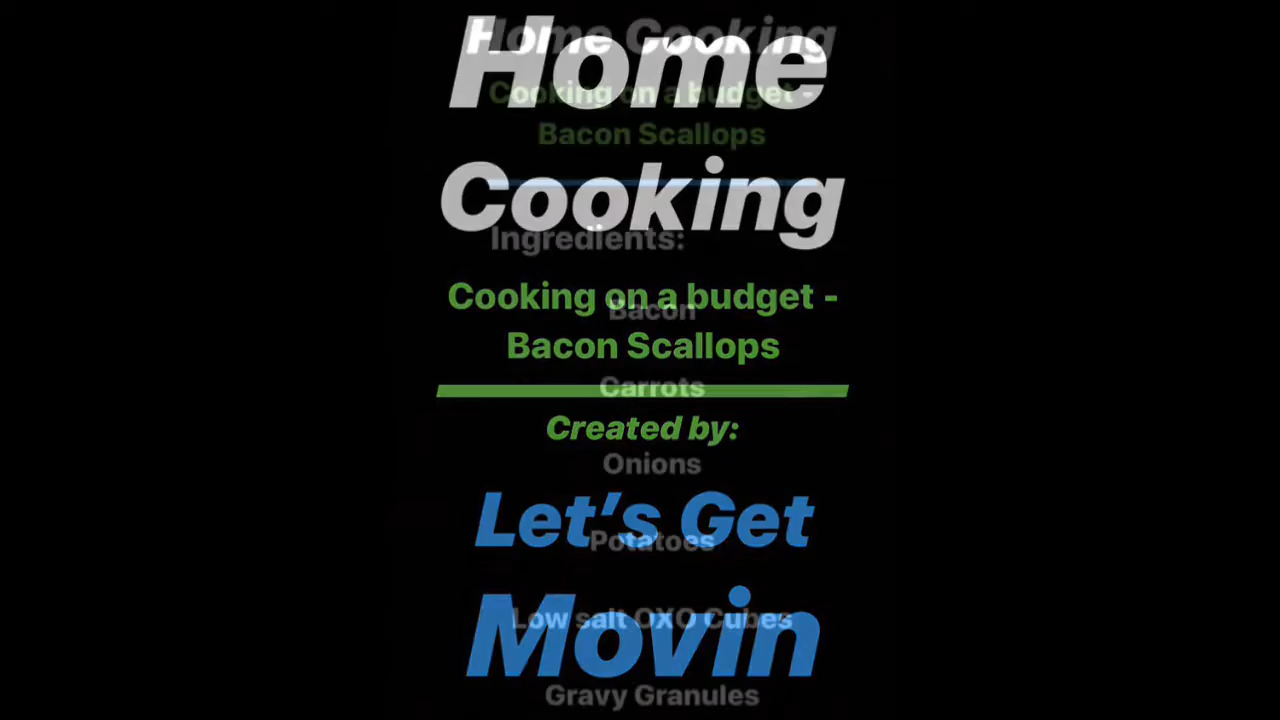 Home
Cooking
Cooking on a budget -
Bacon Scallops
Created by:
Let's Get
Movin
Home Cooking
Cooking on a budget -
Bacon Scallops
Ingredients:
Bacon
Carrots
Onions
Potatoes
Low salt OXO Cubes
Gravy Granules